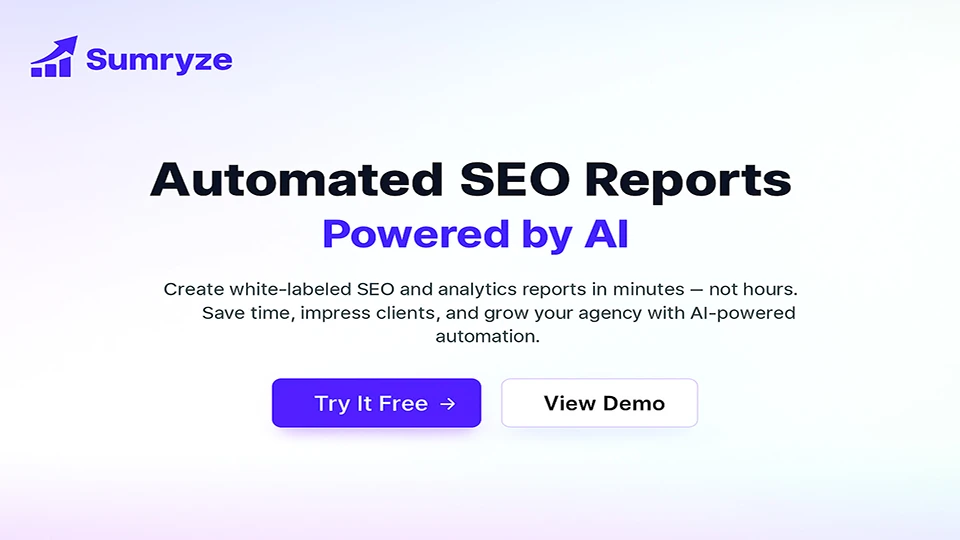 Sumryze
Automated SEO Reports
Powered by AI
Create white-labeled SEO and analytics reports in minutes — not hours.
Save time, impress clients, and grow your agency with AI-powered
automation.
Try It Free →
View Demo